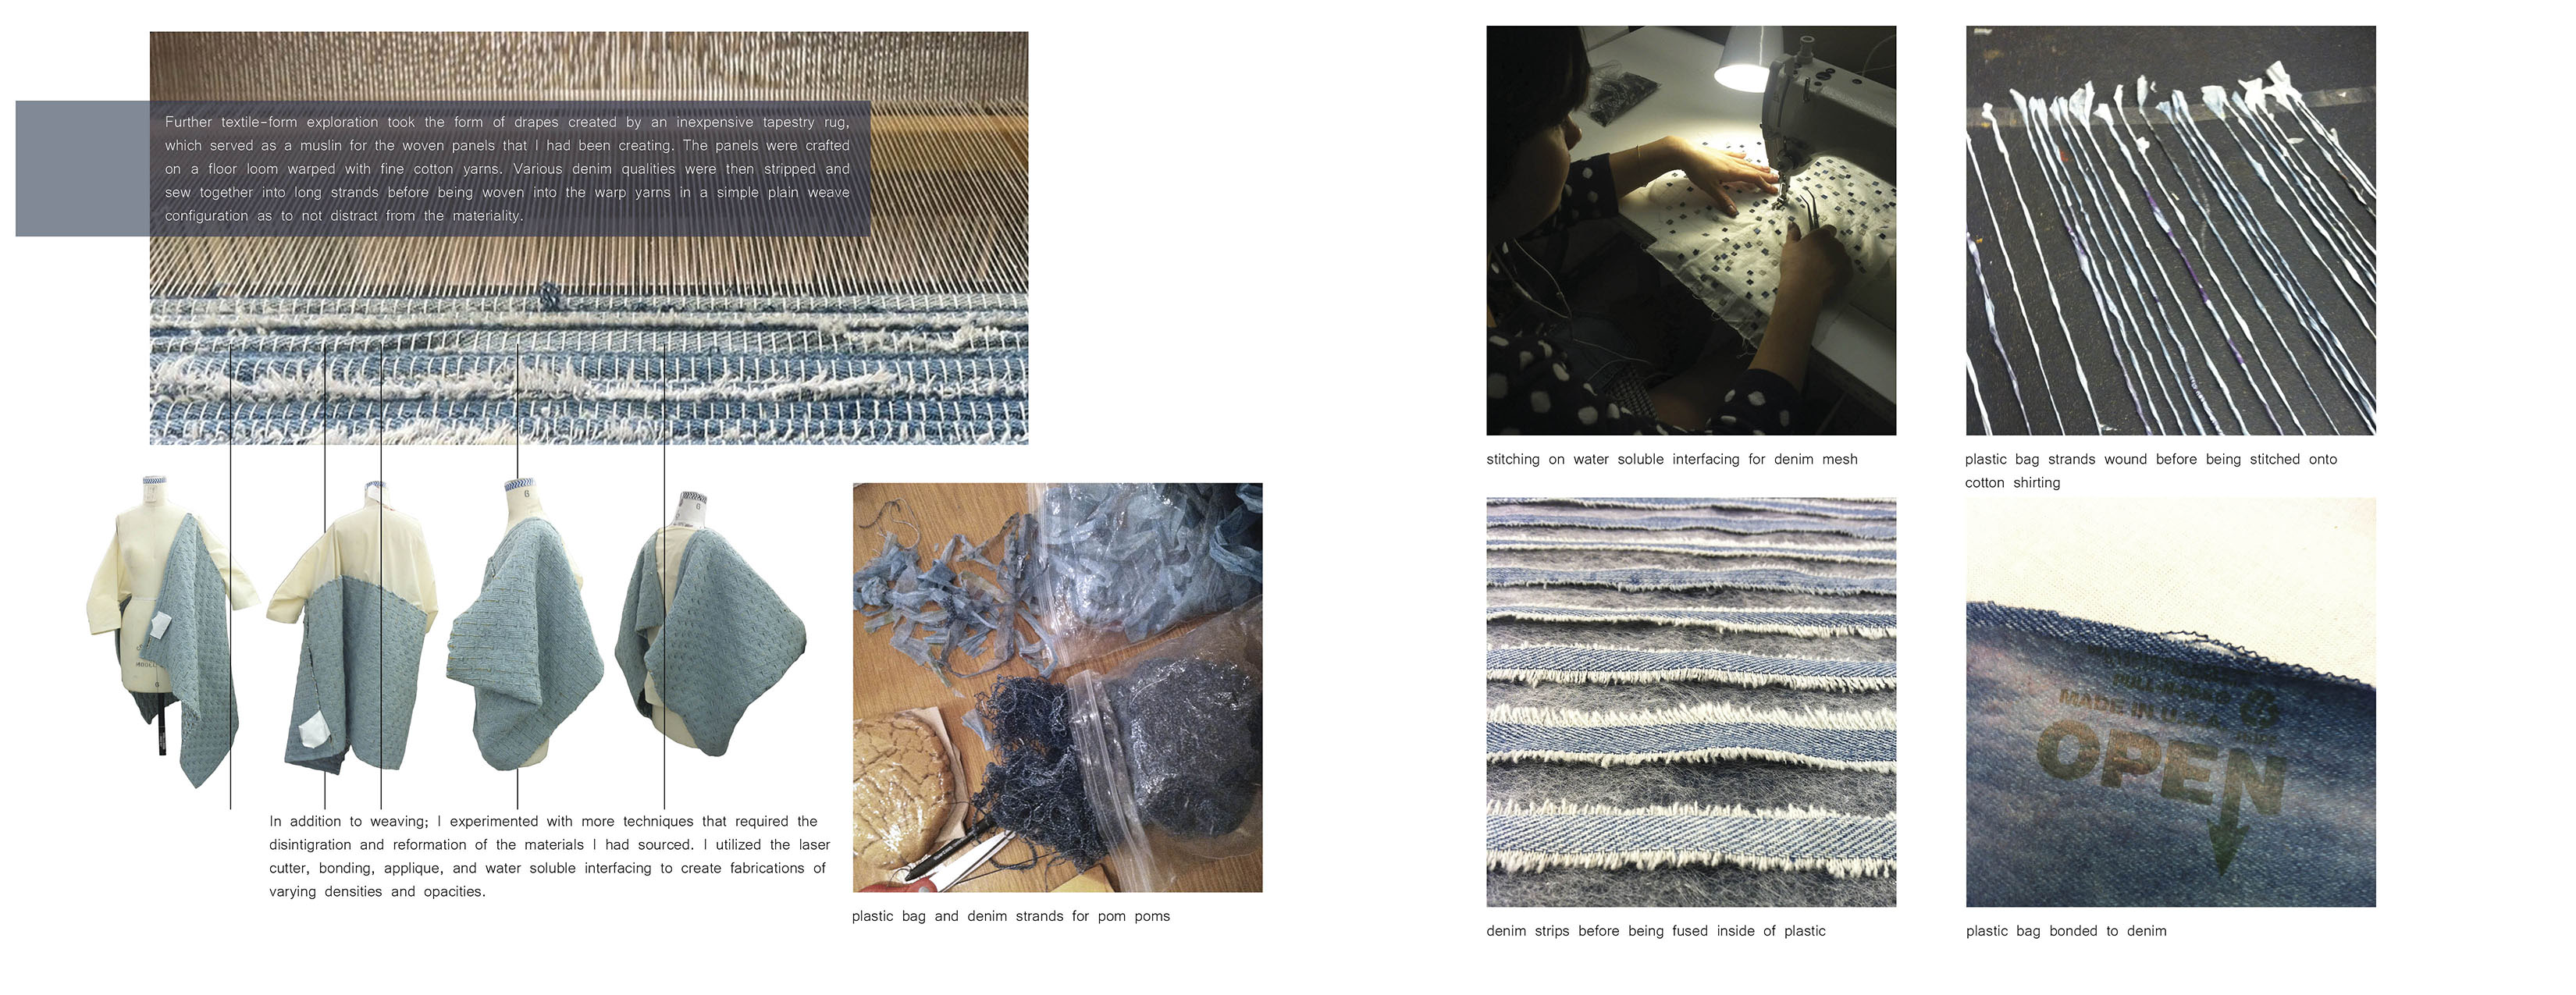 Further textile-form exploration took the form of drapes created by an inexpensive tapestry rug,
which served as a muslin for the woven panels that I had been creating. The panels were crafted
on a floor loom warped with fine cotton yarns. Various denim qualities were then stripped and
sew together into long strands before being woven into the warp yarns in a simple plain weave
configuration as to not distract from the materiality.
6
In addition to weaving; I experimented with more techniques that required the
disintigration and reformation of the materials I had sourced. I utilized the laser
cutter, bonding, applique, and water soluble interfacing to create fabrications of
varying densities and opacities.
plastic bag and denim strands for pom poms
stitching on water soluble interfacing for denim mesh
plastic bag strands wound before being stitched onto
cotton shirting
denim strips before being fused inside of plastic
MADE IN U.S.A.
OPEN
plastic bag bonded to denim